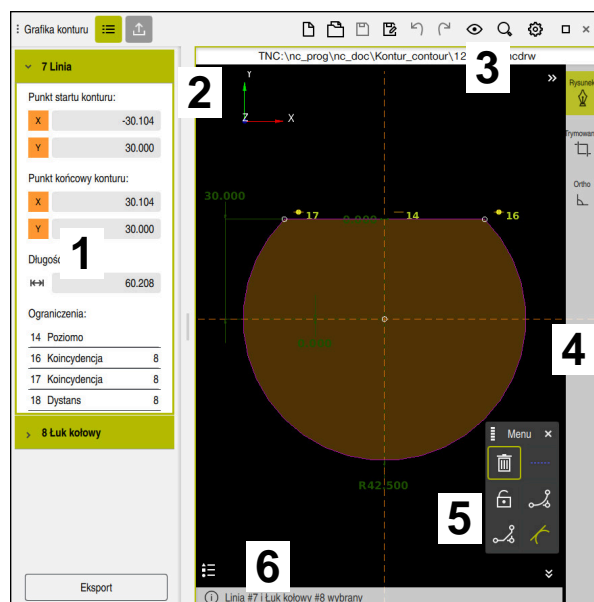 Grafika konturu
TNC:\nc_prog\nc_doc\Kontur_contour\12
cdrw
3
7 Linia
Punkt startu konturu:
X -30.104
Y 30.000
Punkt końcowy konturu:
X 30.104
Y 30.000
1
60.208
Ograniczenia:
14 Poziomo
16 Koincydencja 8
17 Koincydencja 8
18 Dystans 8
8 Łuk kołowy
Eksport
2
Y
Z X
30.000
17
14
16
R42.500
Rysunek
Ortho
4
Menu
5
6
Linia #7 i Łuk kołowy #8 wybrany